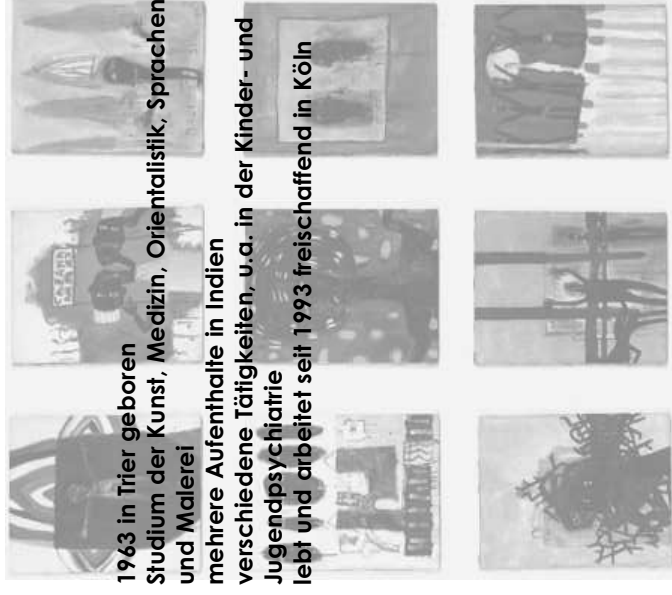 1963 in Trier geboren
Studium der Kunst, Medizin, Orientalistik, Sprachen
und Malerei
mehrere Aufenthalte in Indien
verschiedene Tätigkeiten, u.a. in der Kinder- und
Jugendpsychiatrie
lebt und arbeitet seit 1993 freischaffend in Köln